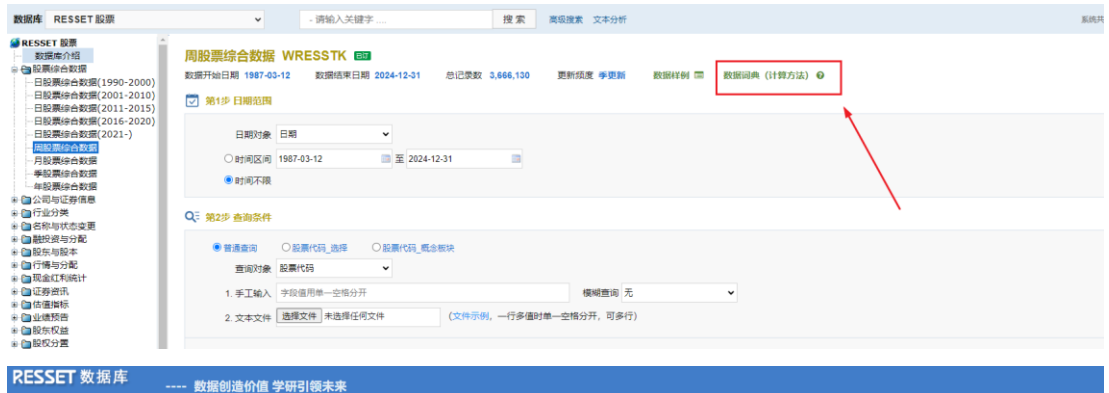 数据库 RESSET 股票 - 请输入关键字 .... 搜 索 高级搜索 文本分析 系统共
RESSET 股票
数据库介绍
股票综合数据
日股票综合数据(1990-2000)
日股票综合数据(2001-2010)
日股票综合数据(2011-2015)
日股票综合数据(2016-2020)
日股票综合数据(2021-)
周股票综合数据
月股票综合数据
季股票综合数据
年股票综合数据
公司与证券信息
行业分类
名称与状态变更
融投资与分配
股东与股本
行情与分配
现金红利统计
证券资讯
估值指标
业绩预告
股东权益
股权分置
周股票综合数据 WRESSTK 已订
数据开始日期 1987-03-12 数据结束日期 2024-12-31 总记录数 3,666,130 更新频度 季更新 数据样例 数据词典（计算方法）
第1步 日期范围
日期对象 日期
时间区间 1987-03-12 至 2024-12-31
时间不限
第2步 查询条件
普通查询 股票代码_选择 股票代码_概念板块
查询对象 股票代码
1. 手工输入 字段值用单一空格分开 模糊查询 无
2. 文本文件 选择文件 未选择任何文件 (文件示例，一行多值时单一空格分开，可多行)
RESSET 数据库 ---- 数据创造价值 学研引领未来